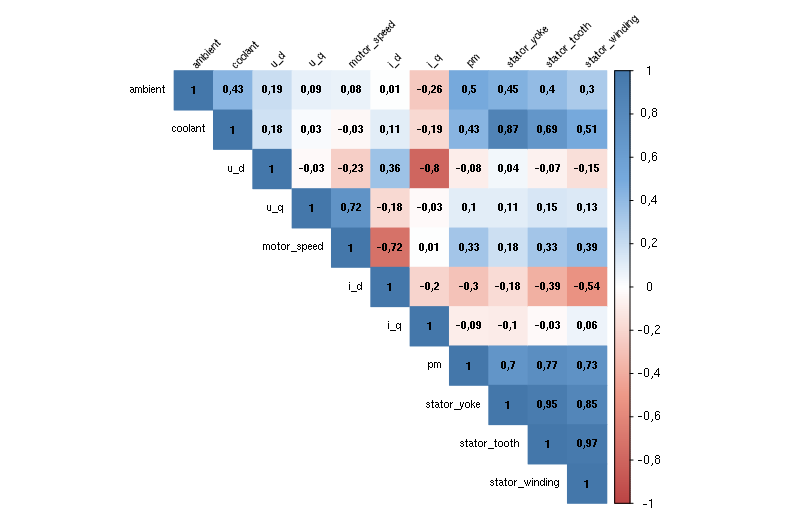 ambient coolant u_d u_q motor_speed i_d i_q pm stator_yoke stator_tooth stator_winding
ambient 1 0,43 0,19 0,09 0,08 0,01 -0,26 0,5 0,45 0,4 0,3
coolant 1 0,18 0,03 -0,03 0,11 -0,19 0,43 0,87 0,69 0,51
u_d 1 -0,03 -0,23 0,36 -0,8 -0,08 0,04 -0,07 -0,15
u_q 1 0,72 -0,18 -0,03 0,1 0,11 0,15 0,13
motor_speed 1 -0,72 0,01 0,33 0,18 0,33 0,39
i_d 1 -0,2 -0,3 -0,18 -0,39 -0,54
i_q 1 -0,09 -0,1 -0,03 0,06
pm 1 0,7 0,77 0,73
stator_yoke 1 0,95 0,85
stator_tooth 1 0,97
stator_winding 1
1
0,8
0,6
0,4
0,2
0
-0,2
-0,4
-0,6
-0,8
-1